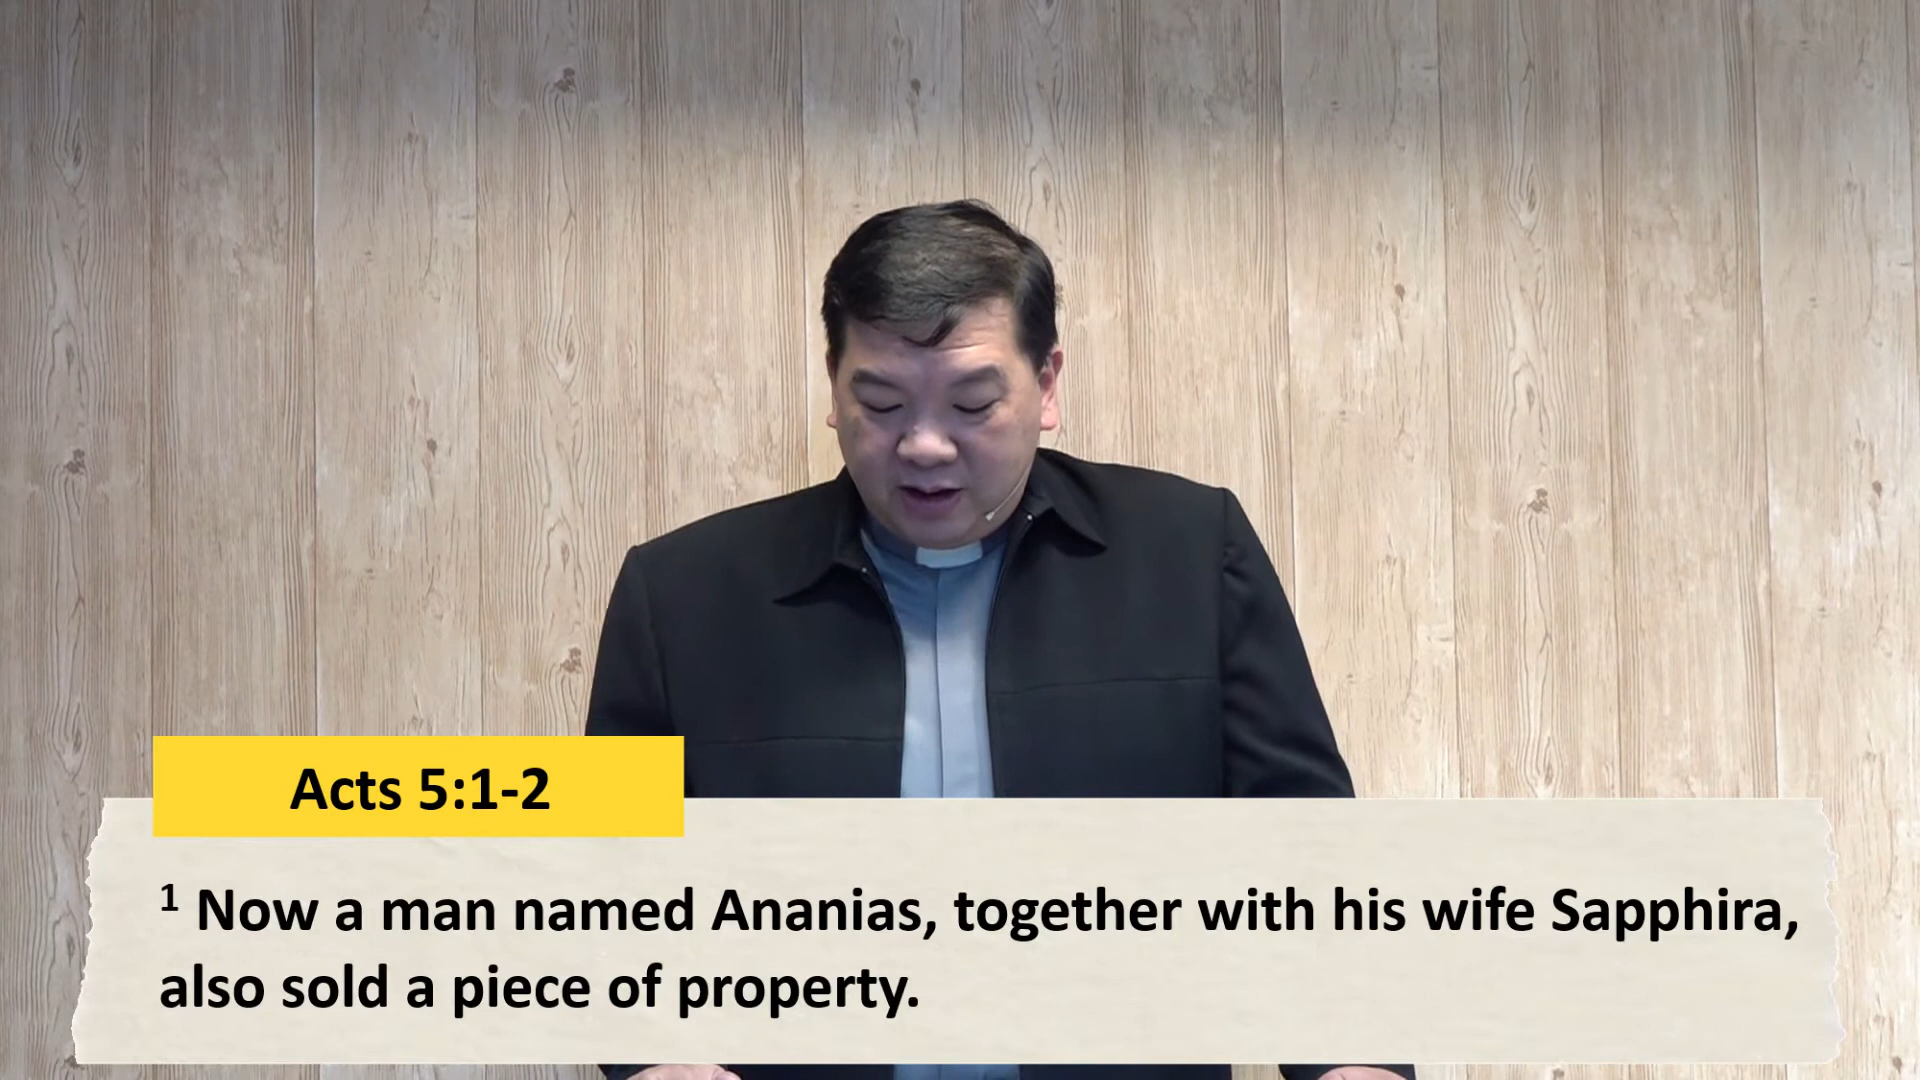 Acts 5:1-2
1 Now a man named Ananias, together with his wife Sapphira,
also sold a piece of property.